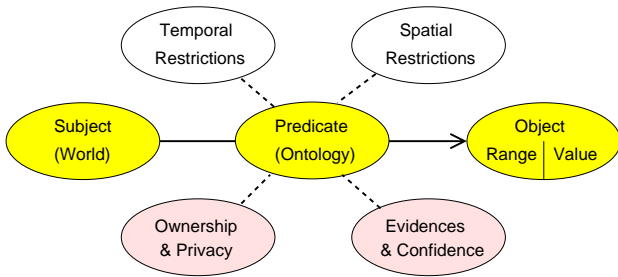 Temporal
Restrictions
Spatial
Restrictions
Subject
(World)
Predicate
(Ontology)
Object
Range Value
Ownership
& Privacy
Evidences
& Confidence